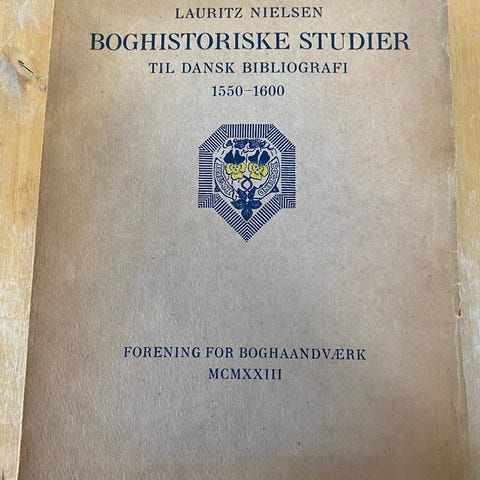 LAURITZ NIELSEN
BOGHISTORISKE STUDIER
TIL DANSK BIBLIOGRAFI
1550–1600
FORENING FOR BOGHAANDVÆRK
MCMXXIII